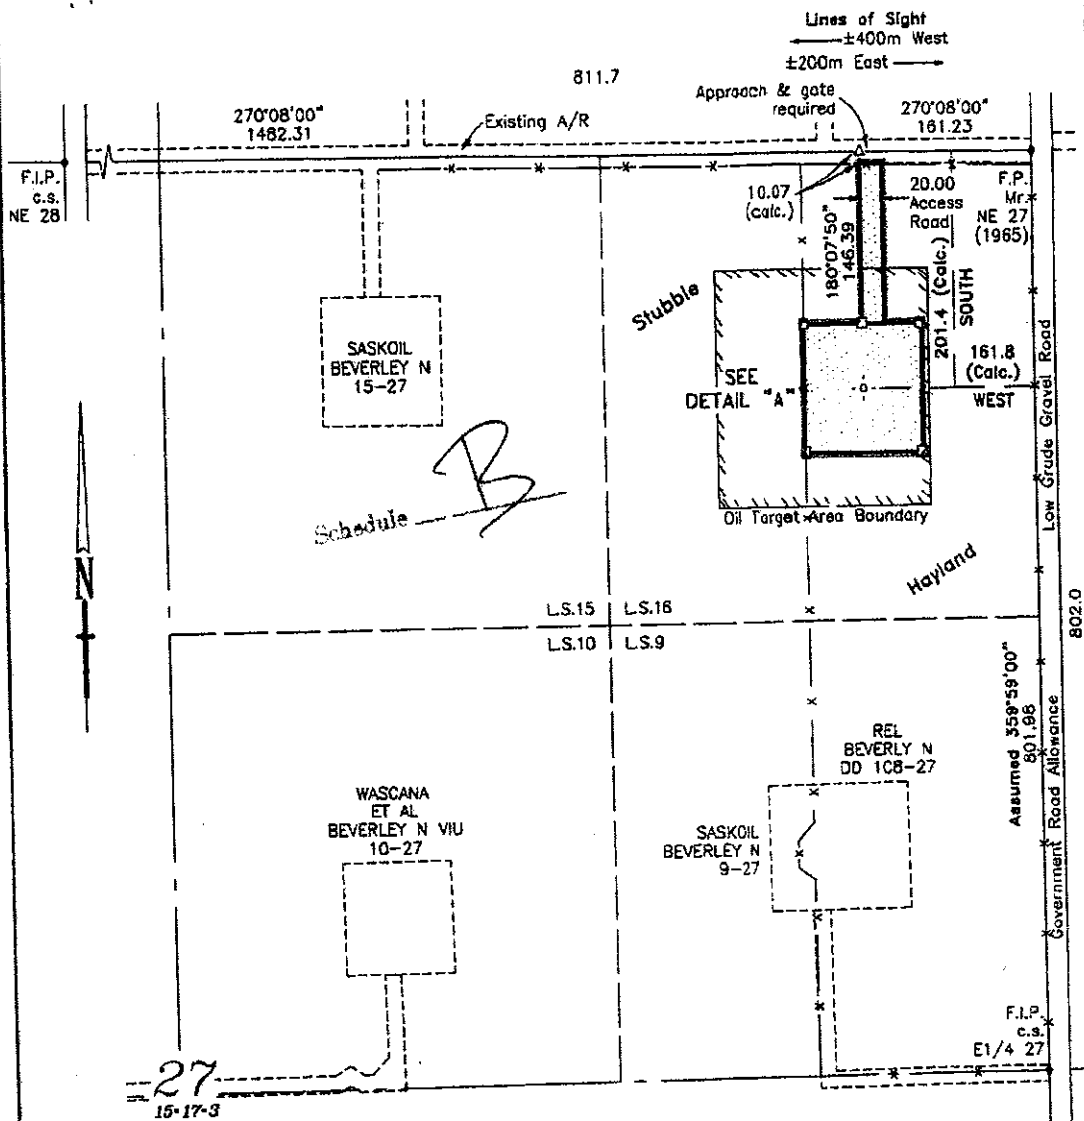 Lines of Sight
±400m West
±200m East
811.7
Approach & gate
required
270°08'00"
1482.31
Existing A/R
270°08'00"
161.23
F.I.P.
c.s.
NE 28
10.07
(calc.)
20.00
Access
Road
F.P.
Mr.
NE 27
(1965)
180°07'50"
146.39
201.4 (Calc.)
SOUTH
Stubble
SASKOIL
BEVERLEY N
15-27
SEE
DETAIL "A"
161.8
(Calc.)
WEST
Low Grade Gravel Road
Schedule B
Oil Target Area Boundary
N
Hayland
L.S.15 L.S.16
L.S.10 L.S.9
802.0
Assumed 359°59'00"
801.98
Government Road Allowance
REL
BEVERLY N
DD 1C8-27
WASCANA
ET AL
BEVERLEY N VIU
10-27
SASKOIL
BEVERLEY N
9-27
F.I.P.
c.s.
E1/4 27
27
15-17-3